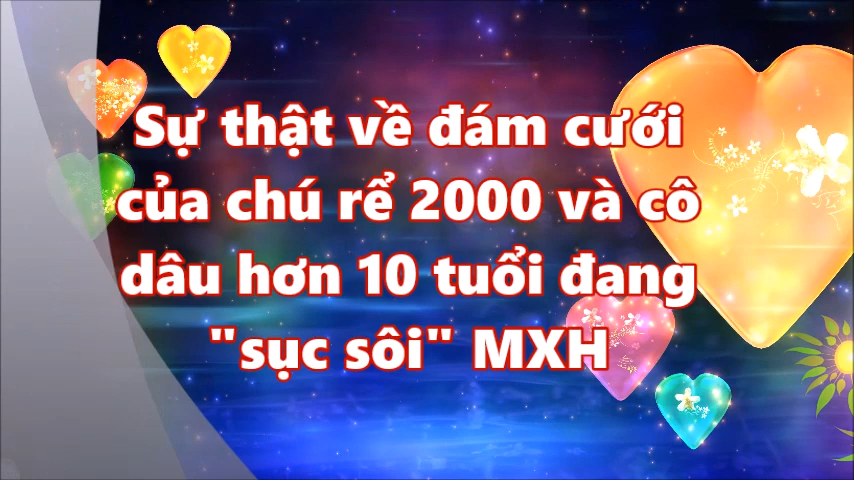 Sự thật về đám cưới
của chú rể 2000 và cô
dâu hơn 10 tuổi đang
"sục sôi" MXH